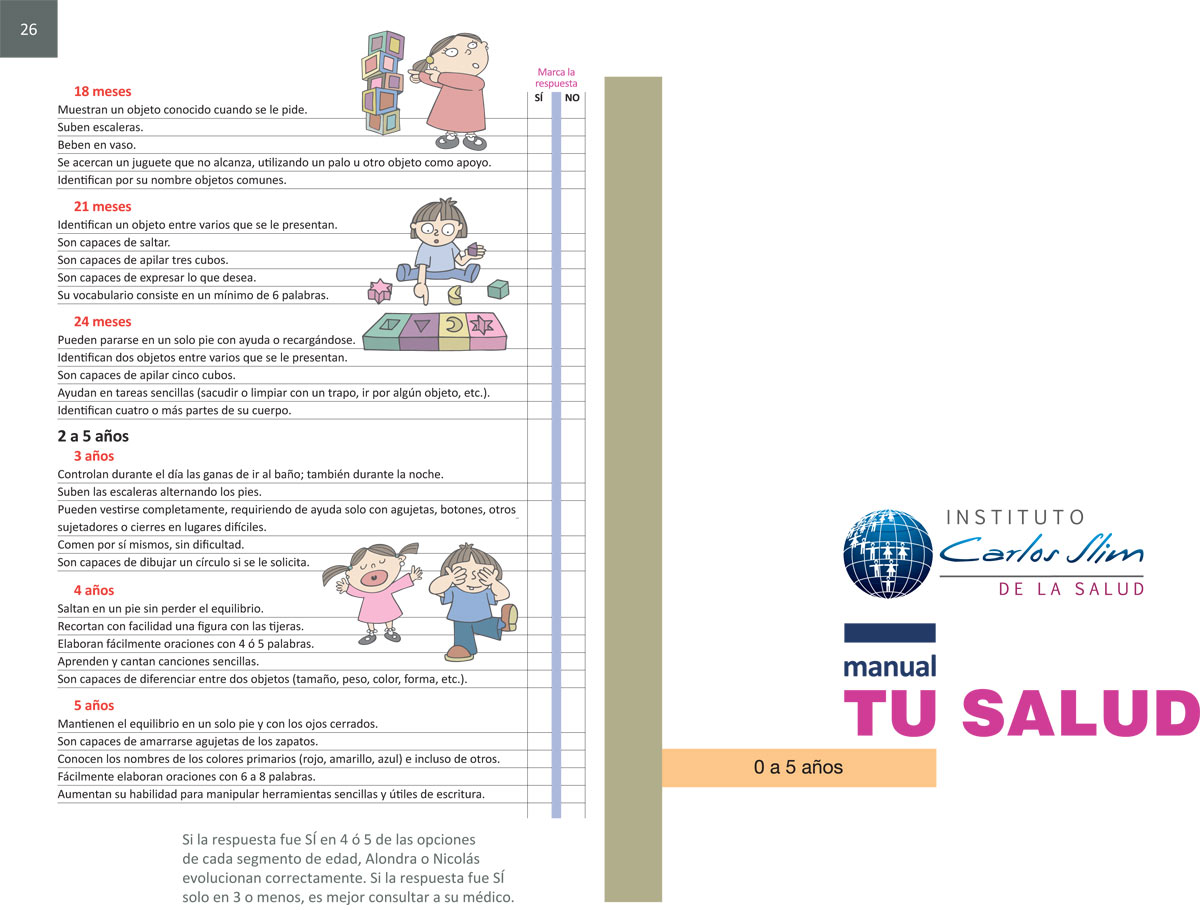 26
Marca la
respuesta
SÍ NO
18 meses
Muestran un objeto conocido cuando se le pide.
Suben escaleras.
Beben en vaso.
Se acercan un juguete que no alcanza, utilizando un palo u otro objeto como apoyo.
Identifican por su nombre objetos comunes.
21 meses
Identifican un objeto entre varios que se le presentan.
Son capaces de saltar.
Son capaces de apilar tres cubos.
Son capaces de expresar lo que desea.
Su vocabulario consiste en un mínimo de 6 palabras.
24 meses
Pueden pararse en un solo pie con ayuda o recargándose.
Identifican dos objetos entre varios que se le presentan.
Son capaces de apilar cinco cubos.
Ayudan en tareas sencillas (sacudir o limpiar con un trapo, ir por algún objeto, etc.).
Identifican cuatro o más partes de su cuerpo.
2 a 5 años
3 años
Controlan durante el día las ganas de ir al baño; también durante la noche.
Suben las escaleras alternando los pies.
Pueden vestirse completamente, requiriendo de ayuda solo con agujetas, botones, otros
sujetadores o cierres en lugares difíciles.
Comen por sí mismos, sin dificultad.
Son capaces de dibujar un círculo si se le solicita.
4 años
Saltan en un pie sin perder el equilibrio.
Recortan con facilidad una figura con las tijeras.
Elaboran fácilmente oraciones con 4 ó 5 palabras.
Aprenden y cantan canciones sencillas.
Son capaces de diferenciar entre dos objetos (tamaño, peso, color, forma, etc.).
5 años
Mantienen el equilibrio en un solo pie y con los ojos cerrados.
Son capaces de amarrarse agujetas de los zapatos.
Conocen los nombres de los colores primarios (rojo, amarillo, azul) e incluso de otros.
Fácilmente elaboran oraciones con 6 a 8 palabras.
Aumentan su habilidad para manipular herramientas sencillas y útiles de escritura.
Si la respuesta fue SÍ en 4 ó 5 de las opciones
de cada segmento de edad, Alondra o Nicolás
evolucionan correctamente. Si la respuesta fue SÍ
solo en 3 o menos, es mejor consultar a su médico.
INSTITUTO
Carlos Slim
DE LA SALUD
manual
TU SALUD
0 a 5 años